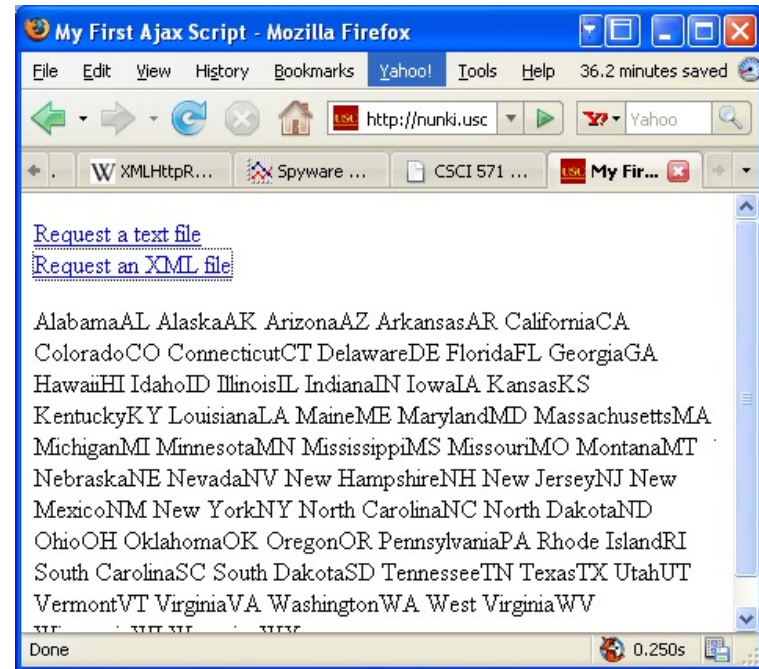 My First Ajax Script - Mozilla Firefox
File Edit View History Bookmarks Yahoo! Tools Help 36.2 minutes saved
USC http://nunki.usc Y! Yahoo
. W XMLHttpR... Spyware ... CSCI 571 ... USC My Fir...
Request a text file
Request an XML file
AlabamaAL AlaskaAK ArizonaAZ ArkansasAR CaliforniaCA
ColoradoCO ConnecticutCT DelawareDE FloridaFL GeorgiaGA
HawaiiHI IdahoID IllinoisIL IndianaIN IowaIA KansasKS
KentuckyKY LouisianaLA MaineME MarylandMD MassachusettsMA
MichiganMI MinnesotaMN MississippiMS MissouriMO MontanaMT
NebraskaNE NevadaNV New HampshireNH New JerseyNJ New
MexicoNM New YorkNY North CarolinaNC North DakotaND
OhioOH OklahomaOK OregonOR PennsylvaniaPA Rhode IslandRI
South CarolinaSC South DakotaSD TennesseeTN TexasTX UtahUT
VermontVT VirginiaVA WashingtonWA West VirginiaWV
Done 0.250s